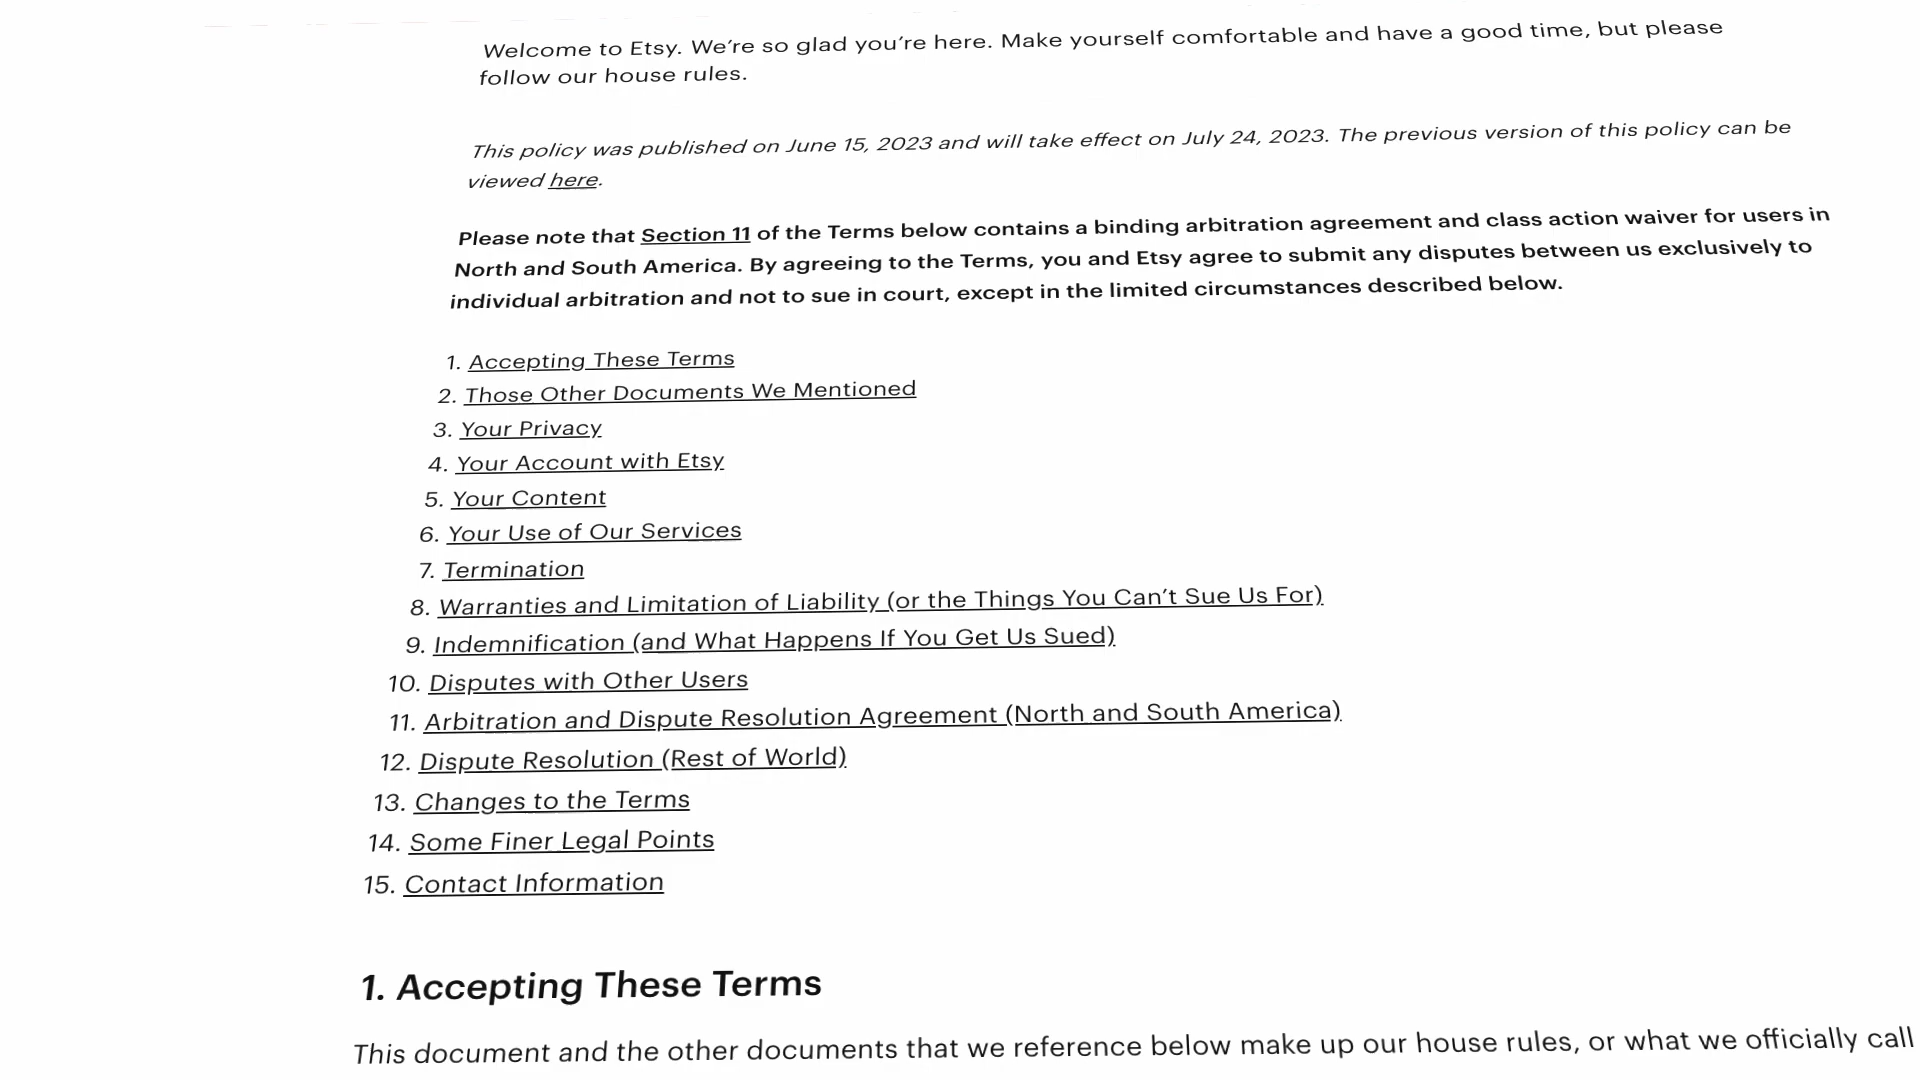 Welcome to Etsy. We’re so glad you’re here. Make yourself comfortable and have a good time, but please
follow our house rules.
This policy was published on June 15, 2023 and will take effect on July 24, 2023. The previous version of this policy can be
viewed here.
Please note that Section 11 of the Terms below contains a binding arbitration agreement and class action waiver for users in
North and South America. By agreeing to the Terms, you and Etsy agree to submit any disputes between us exclusively to
individual arbitration and not to sue in court, except in the limited circumstances described below.
1. Accepting These Terms
2. Those Other Documents We Mentioned
3. Your Privacy
4. Your Account with Etsy
5. Your Content
6. Your Use of Our Services
7. Termination
8. Warranties and Limitation of Liability (or the Things You Can’t Sue Us For)
9. Indemnification (and What Happens If You Get Us Sued)
10. Disputes with Other Users
11. Arbitration and Dispute Resolution Agreement (North and South America)
12. Dispute Resolution (Rest of World)
13. Changes to the Terms
14. Some Finer Legal Points
15. Contact Information
1. Accepting These Terms
This document and the other documents that we reference below make up our house rules, or what we officially call